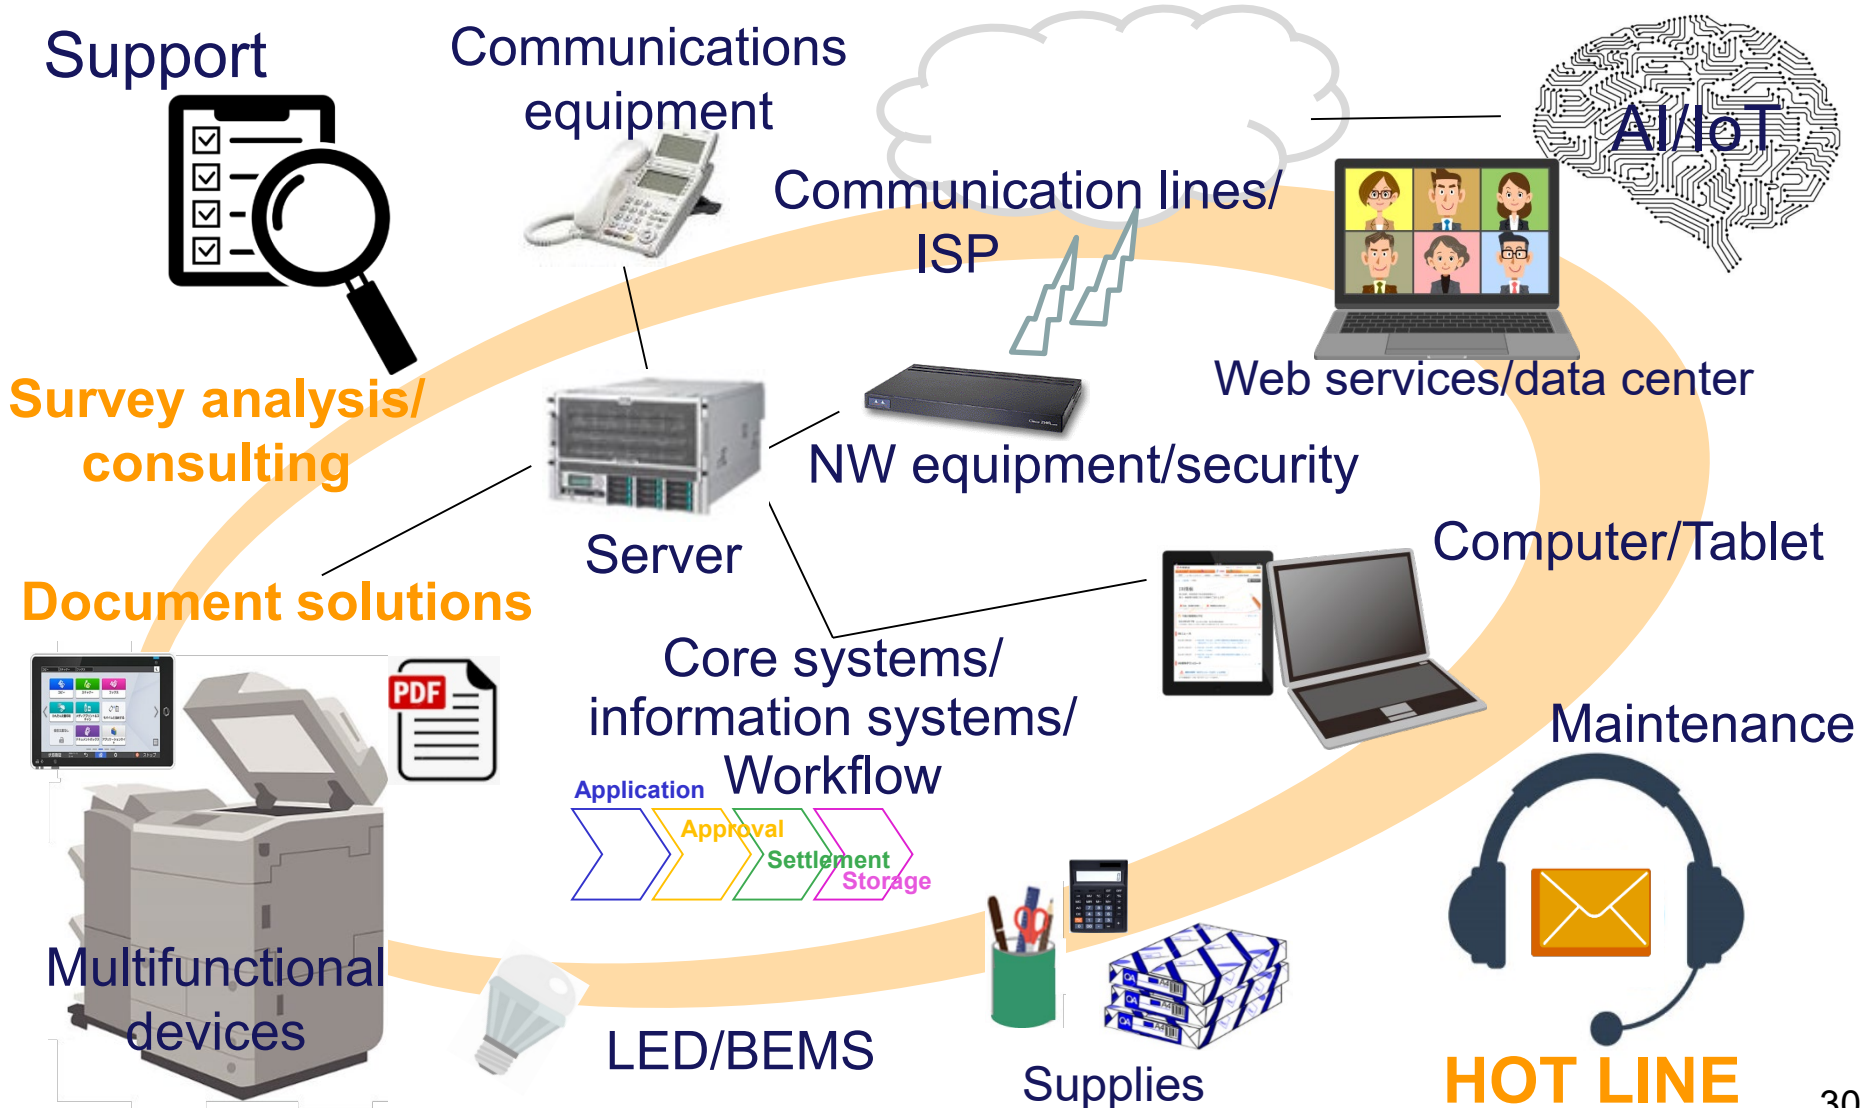 Support
Communications
equipment
AI/IoT
Communication lines/
ISP
Web services/data center
Survey analysis/
consulting
NW equipment/security
Server
Computer/Tablet
Document solutions
Core systems/
information systems/
Workflow
PDF
Maintenance
Application
Approval
Settlement
Storage
Multifunctional
devices
LED/BEMS
Supplies
HOT LINE
30